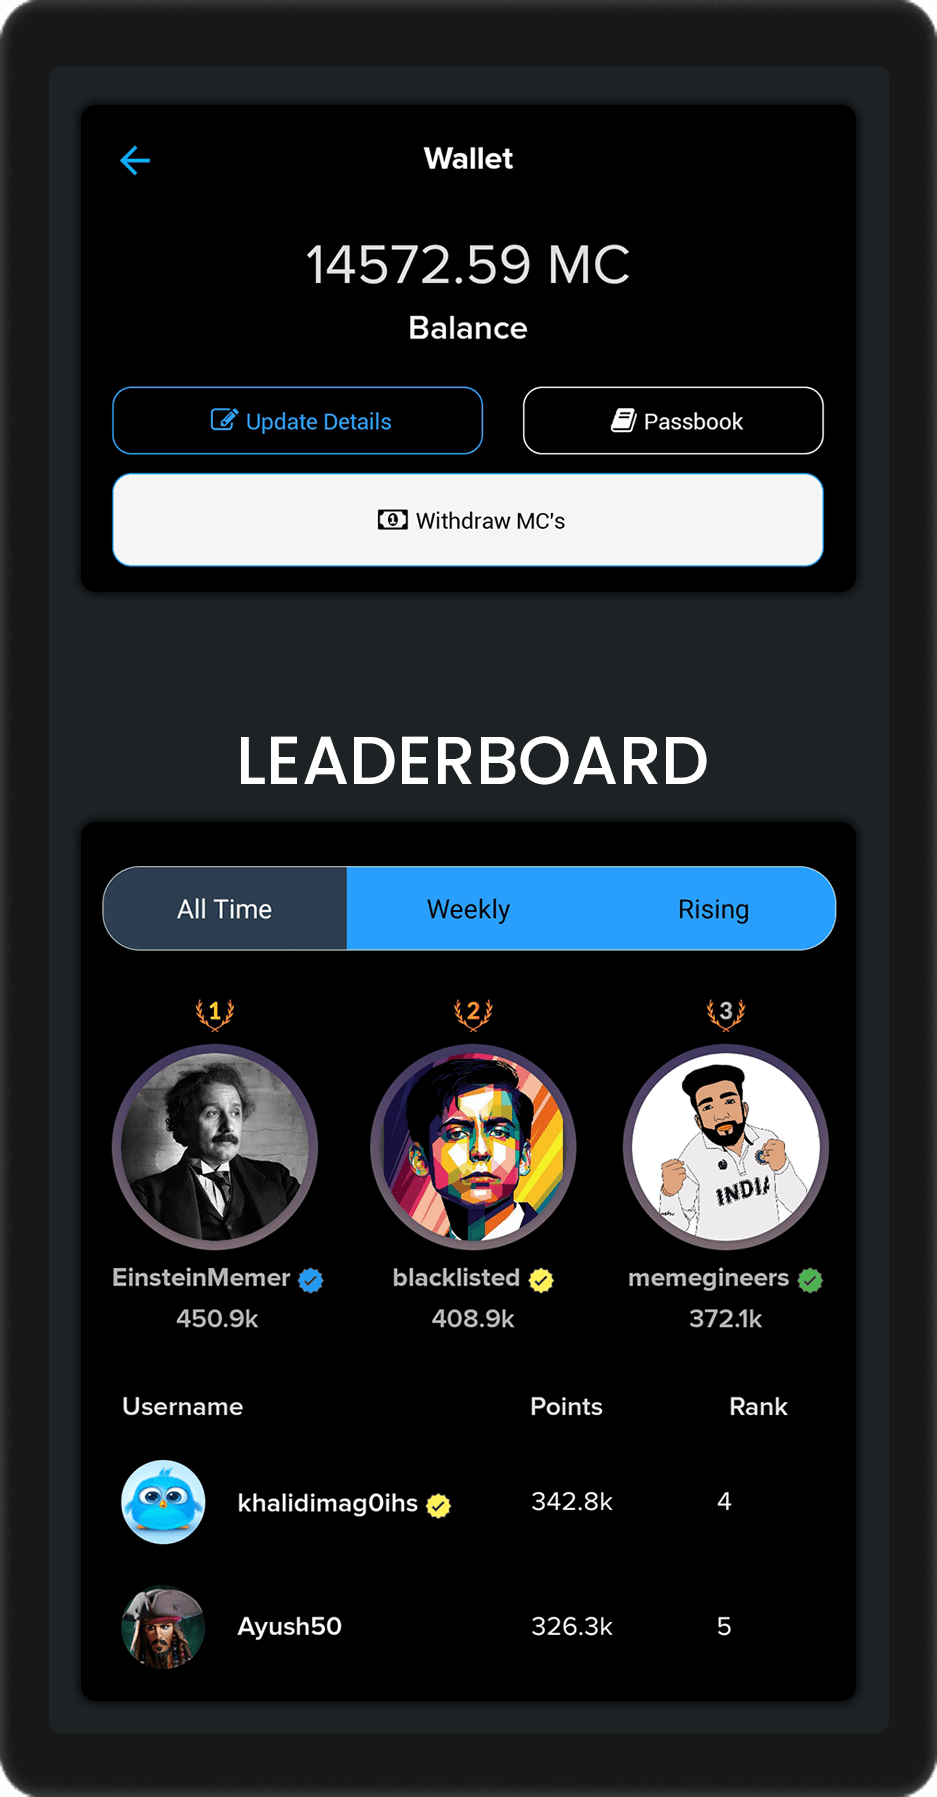 Wallet
14572.59 MC
Balance
Update Details
Passbook
Withdraw MC's
LEADERBOARD
All Time Weekly Rising
1 2 3
INDIA
EinsteinMemer blacklisted memegineers
450.9k 408.9k 372.1k
Username Points Rank
khalidimag0ihs 342.8k 4
Ayush50 326.3k 5